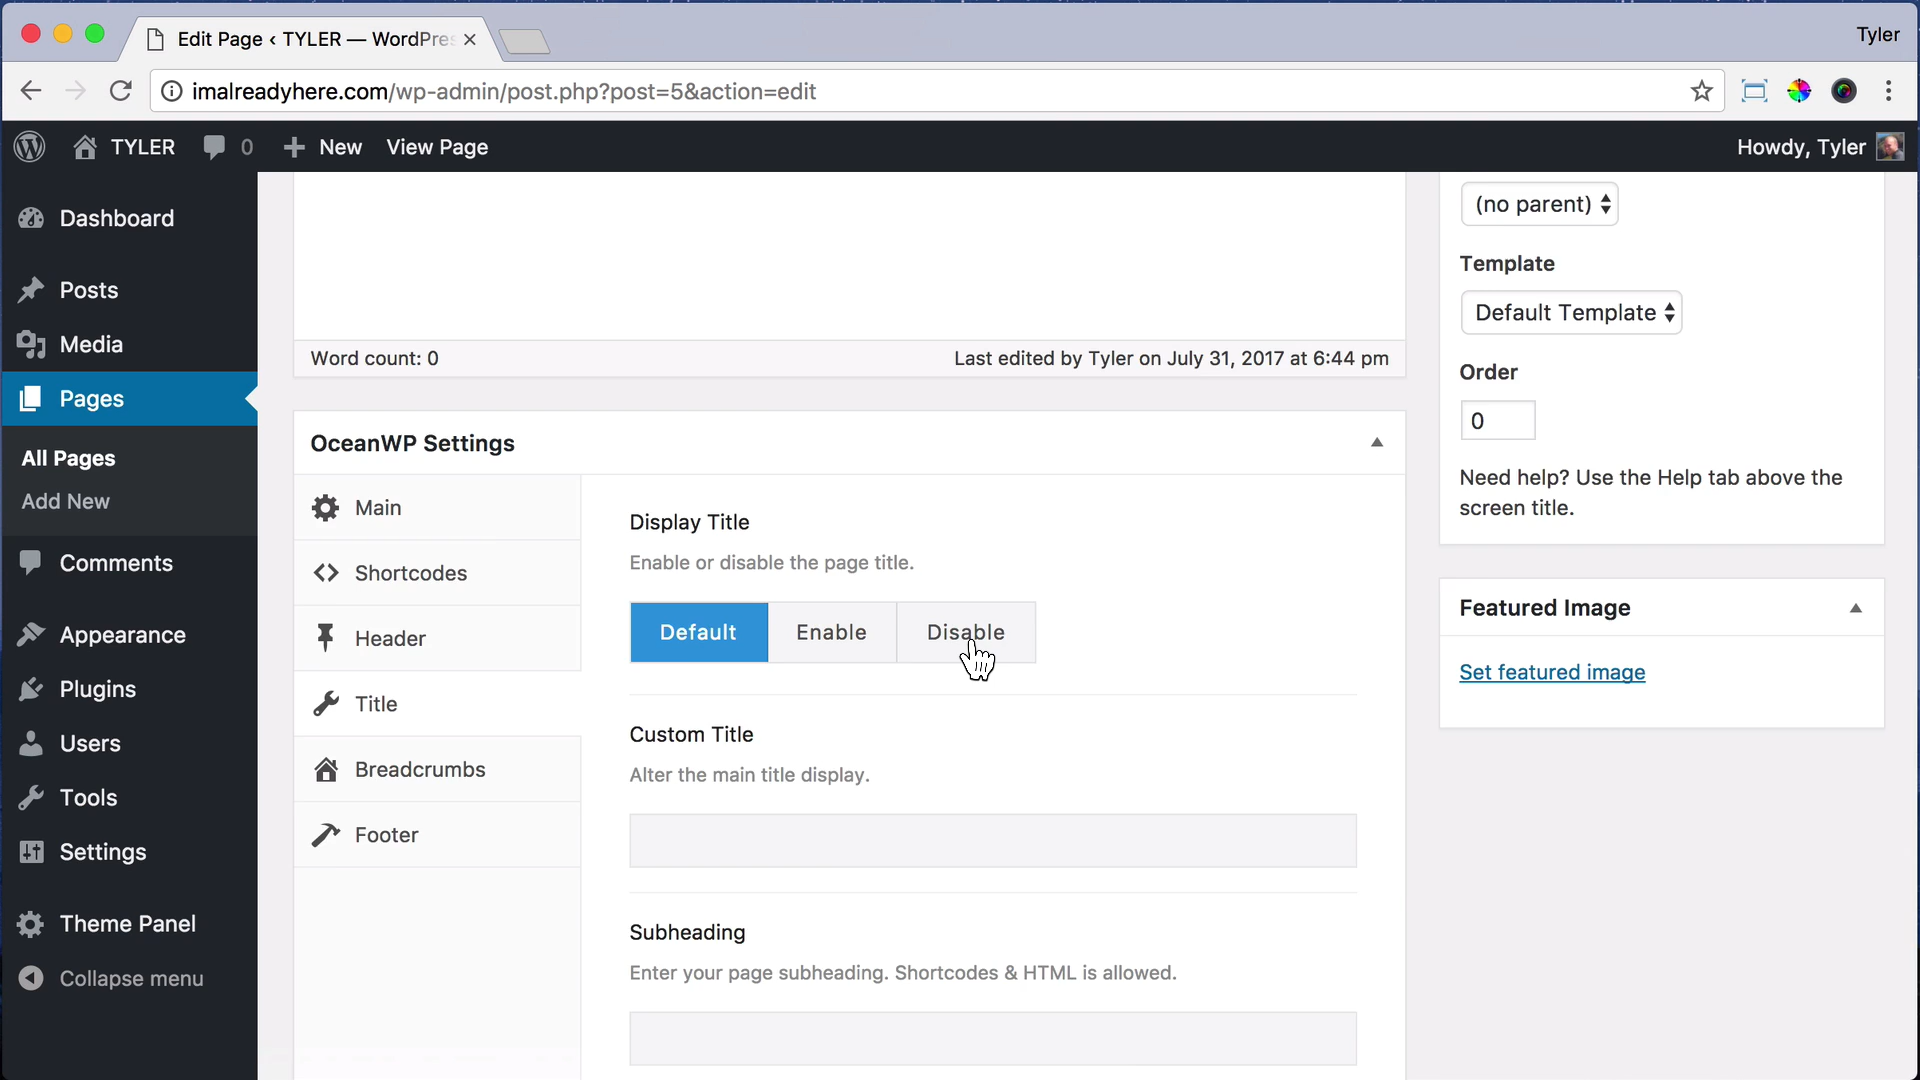 Edit Page ‹ TYLER — WordPres
Tyler
imalreadyhere.com/wp-admin/post.php?post=5&action=edit
TYLER
0
New
View Page
Howdy, Tyler
Dashboard
Posts
Media
Pages
All Pages
Add New
Comments
Appearance
Plugins
Users
Tools
Settings
Theme Panel
Collapse menu
Word count: 0
Last edited by Tyler on July 31, 2017 at 6:44 pm
OceanWP Settings
Main
Shortcodes
Header
Title
Breadcrumbs
Footer
Display Title
Enable or disable the page title.
Default
Enable
Disable
Custom Title
Alter the main title display.
Subheading
Enter your page subheading. Shortcodes & HTML is allowed.
(no parent)
Template
Default Template
Order
0
Need help? Use the Help tab above the
screen title.
Featured Image
Set featured image